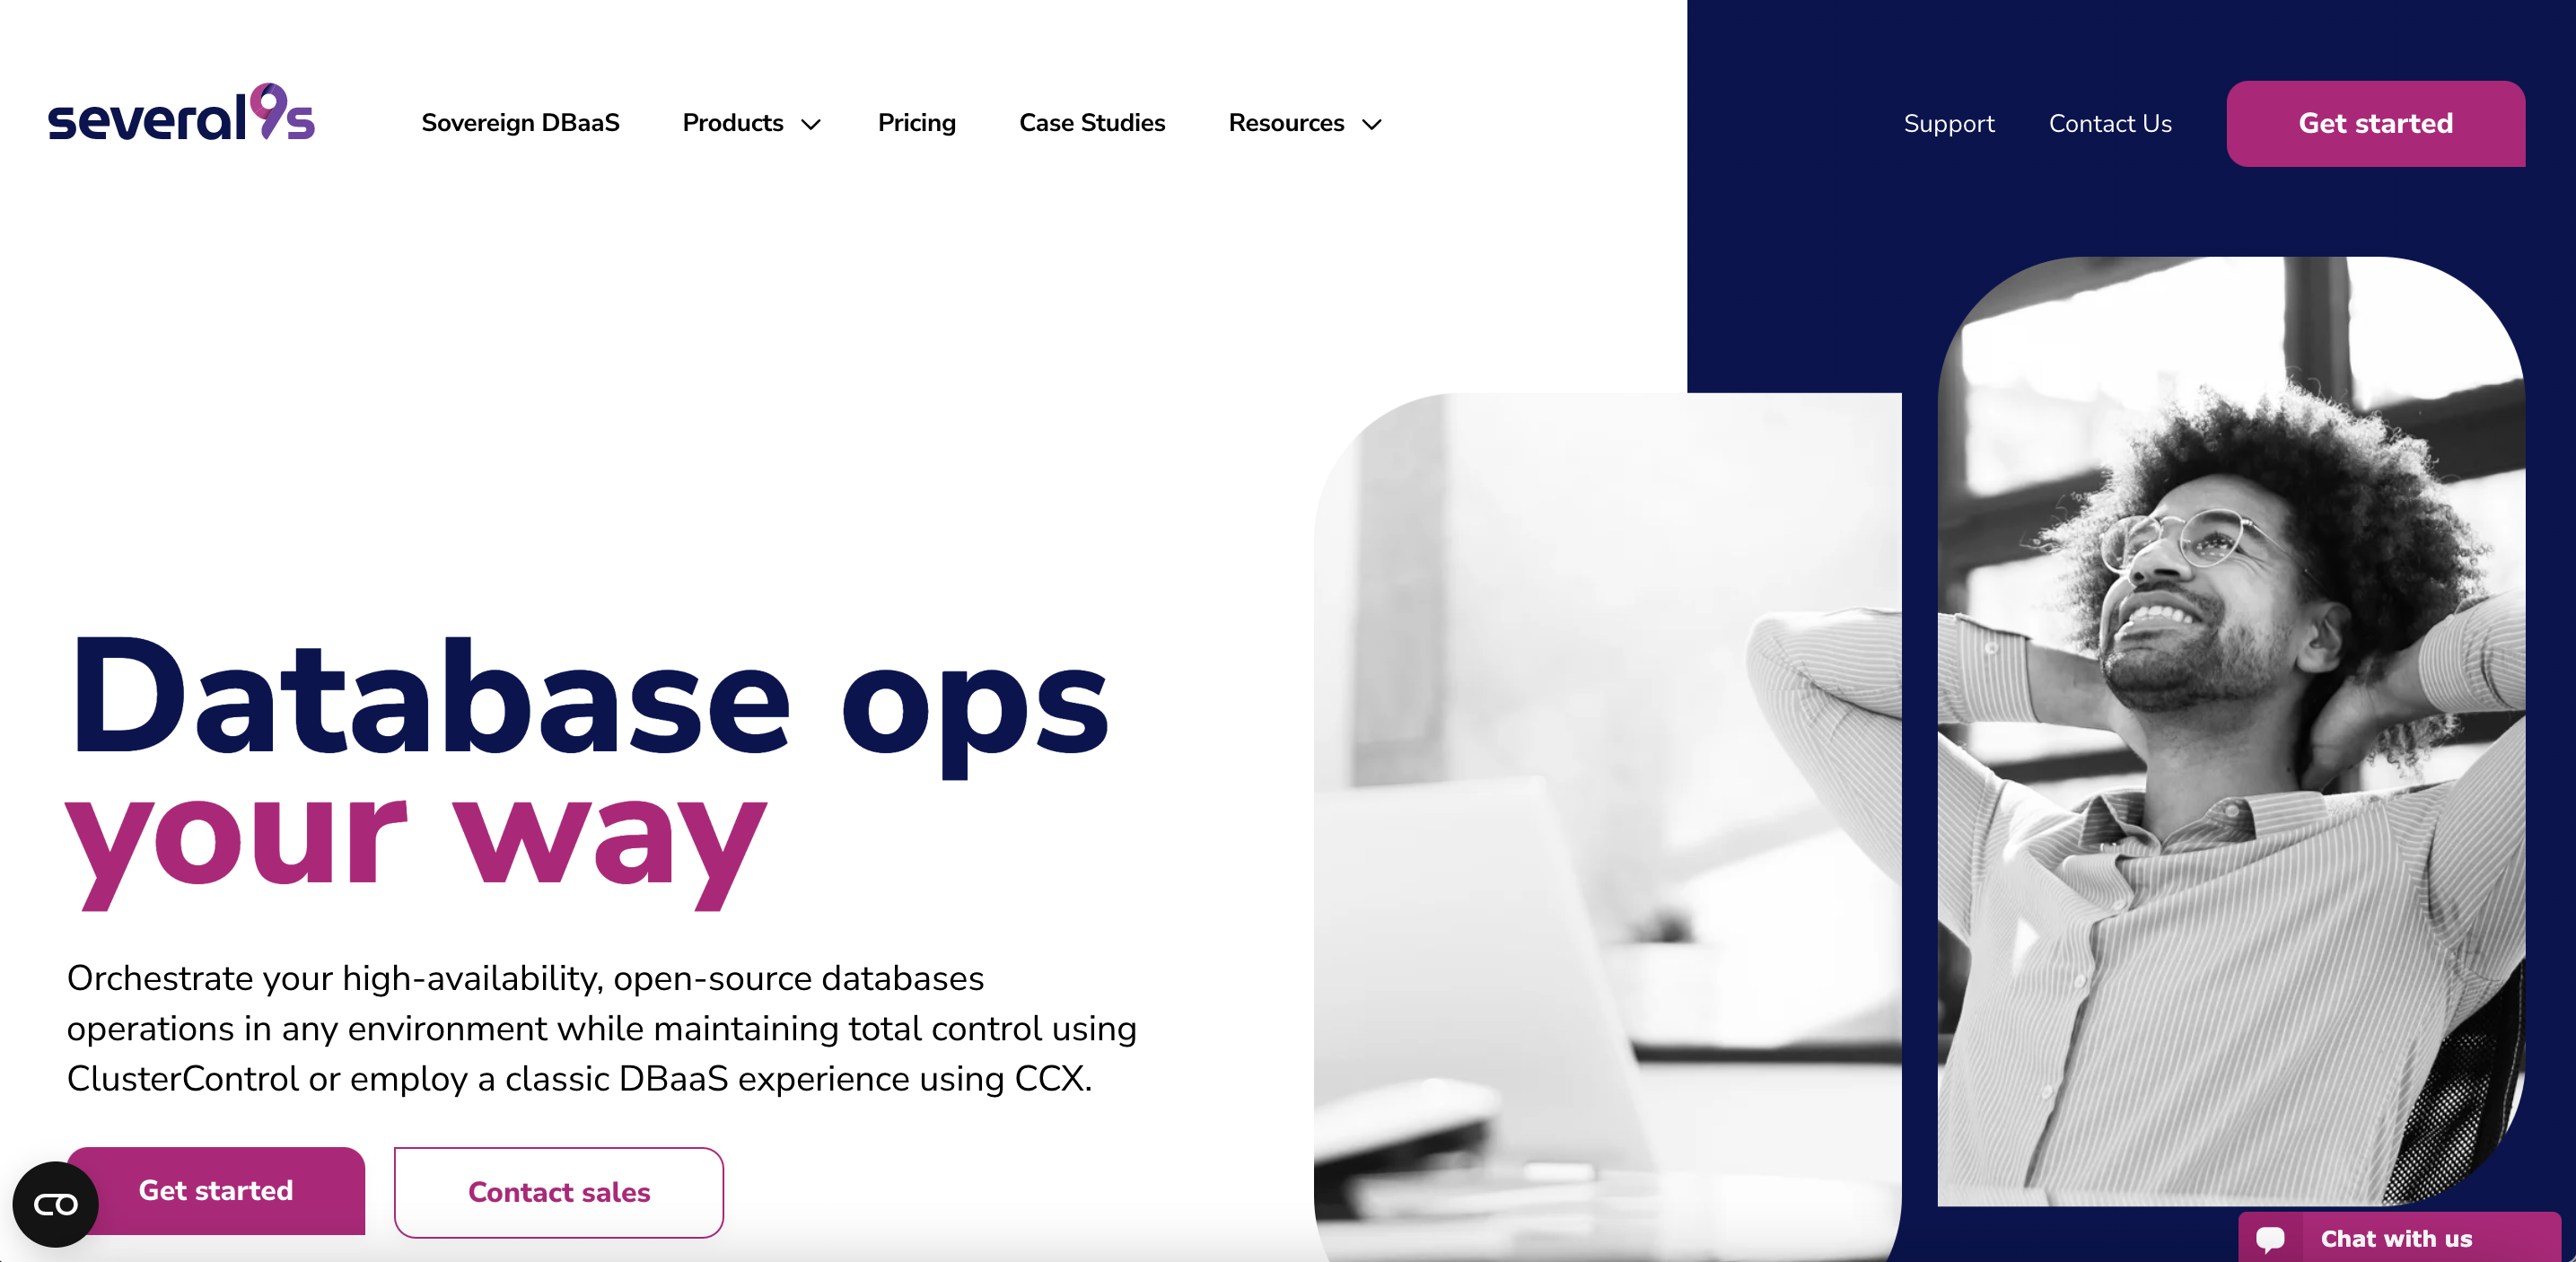 several9s
Sovereign DBaaS
Products
Pricing
Case Studies
Resources
Support
Contact Us
Get started
Database ops
your way
Orchestrate your high-availability, open-source databases
operations in any environment while maintaining total control using
ClusterControl or employ a classic DBaaS experience using CCX.
Get started
Contact sales
Chat with us